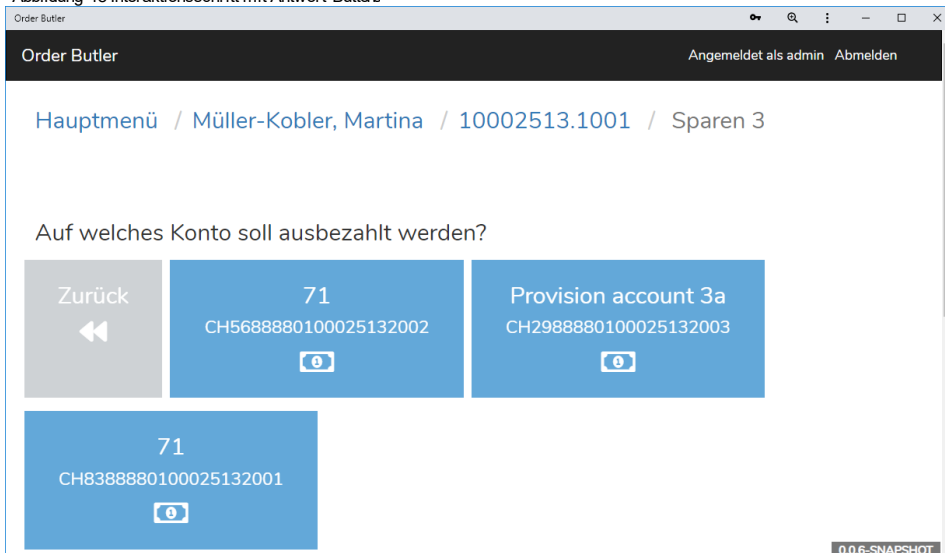 Order Butler
Order Butler
Angemeldet als admin Abmelden
Hauptmenü / Müller-Kobler, Martina / 10002513.1001 / Sparen 3
Auf welches Konto soll ausbezahlt werden?
Zurück
71
CH5688880100025132002
Provision account 3a
CH2988880100025132003
71
CH8388880100025132001
0.0.6-SNAPSHOT